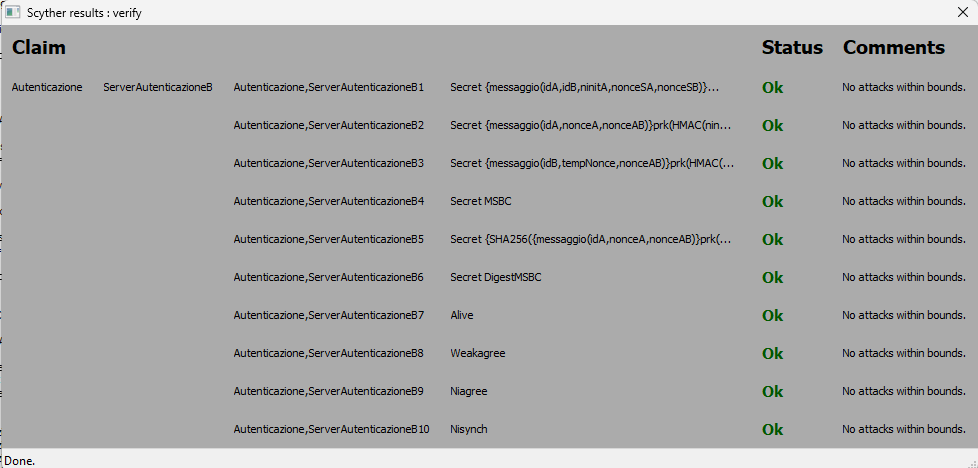 Scyther results : verify
Claim Status Comments
Autenticazione ServerAutenticazioneB Autenticazione,ServerAutenticazioneB1 Secret {messaggio(idA,idB,ninitA,nonceSA,nonceSB)}... Ok No attacks within bounds.
Autenticazione,ServerAutenticazioneB2 Secret {messaggio(idA,nonceA,nonceAB)}prk(HMAC(nin... Ok No attacks within bounds.
Autenticazione,ServerAutenticazioneB3 Secret {messaggio(idB,tempNonce,nonceAB)}prk(HMAC(... Ok No attacks within bounds.
Autenticazione,ServerAutenticazioneB4 Secret MSBC Ok No attacks within bounds.
Autenticazione,ServerAutenticazioneB5 Secret {SHA256({messaggio(idA,nonceA,nonceAB)}prk(... Ok No attacks within bounds.
Autenticazione,ServerAutenticazioneB6 Secret DigestMSBC Ok No attacks within bounds.
Autenticazione,ServerAutenticazioneB7 Alive Ok No attacks within bounds.
Autenticazione,ServerAutenticazioneB8 Weakagree Ok No attacks within bounds.
Autenticazione,ServerAutenticazioneB9 Niagree Ok No attacks within bounds.
Autenticazione,ServerAutenticazioneB10 Nisynch Ok No attacks within bounds.
Done.